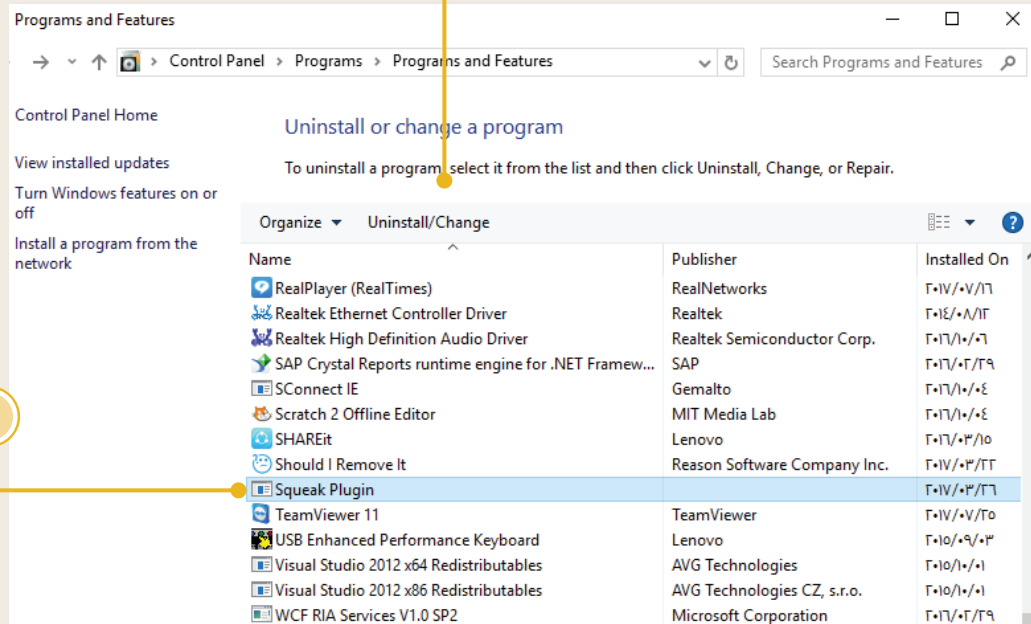 Programs and Features
Control Panel > Programs > Programs and Features
Search Programs and Features
Control Panel Home
View installed updates
Turn Windows features on or
off
Install a program from the
network
Uninstall or change a program
To uninstall a program, select it from the list and then click Uninstall, Change, or Repair.
Organize Uninstall/Change
Name Publisher Installed On
RealPlayer (RealTimes) RealNetworks ٢٠١٧/٠٧/١٦
Realtek Ethernet Controller Driver Realtek ٢٠١٤/٠٨/١٢
Realtek High Definition Audio Driver Realtek Semiconductor Corp. ٢٠١٦/١٠/٠٦
SAP Crystal Reports runtime engine for .NET Framew... SAP ٢٠١٦/٠٢/٢٩
SConnect IE Gemalto ٢٠١٦/١٠/٠٤
Scratch 2 Offline Editor MIT Media Lab ٢٠١٦/١٠/٠٤
SHAREit Lenovo ٢٠١٦/٠٣/١٥
Should I Remove It Reason Software Company Inc. ٢٠١٧/٠٣/٢٢
Squeak Plugin ٢٠١٧/٠٣/٢٦
TeamViewer 11 TeamViewer ٢٠١٧/٠٧/٢٥
USB Enhanced Performance Keyboard Lenovo ٢٠١٥/٠٩/٠٣
Visual Studio 2012 x64 Redistributables AVG Technologies ٢٠١٥/١٠/٠١
Visual Studio 2012 x86 Redistributables AVG Technologies CZ, s.r.o. ٢٠١٥/١٠/٠١
WCF RIA Services V1.0 SP2 Microsoft Corporation ٢٠١٦/٠٢/٢٩